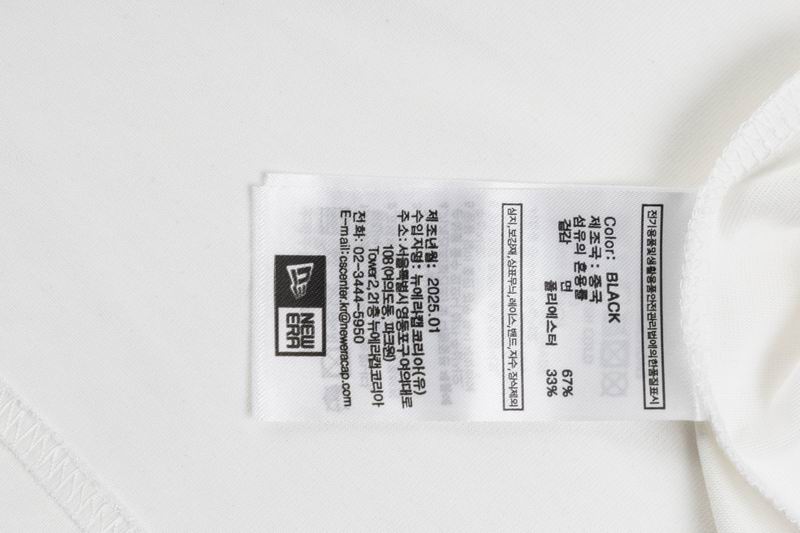 전기용품및생활용품안전관리법에의한품질표시
Color: BLACK
제조국 : 중국
섬유의 혼용률
겉감 면 67%
폴리에스터 33%
심지,보강재,상표무늬,레이스,밴드,자수,장식제외
제조년월: 2025.01
수입자명: 뉴에라캡코리아(유)
주소: 서울특별시 영등포구 여의대로
108(여의도동, 파크원)
Tower2, 21층 뉴에라캡코리아
전화: 02-3444-5950
E-mail:cscenter.kr@neweracap.com
NEW
ERA